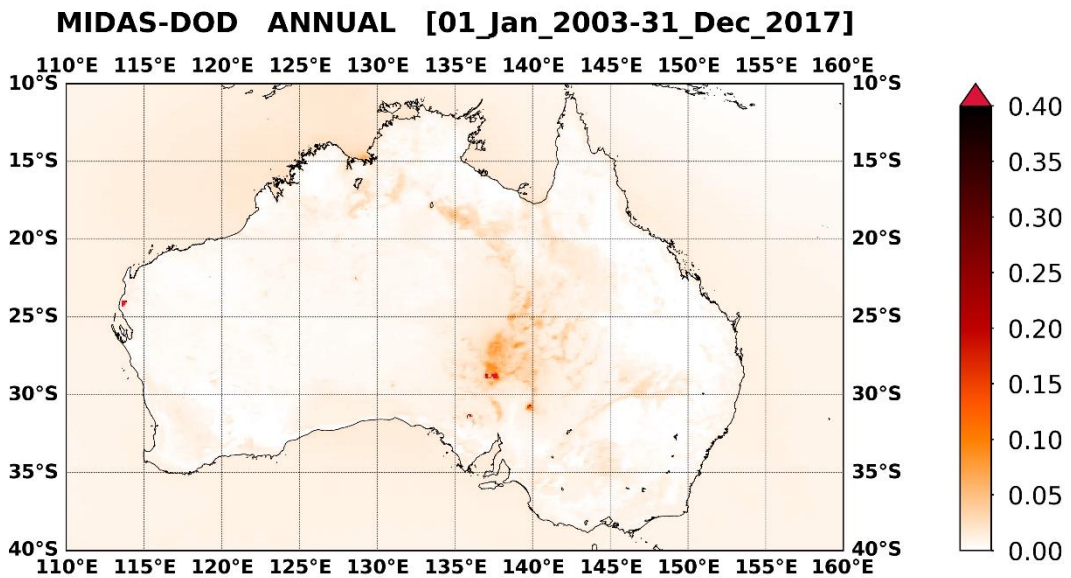 MIDAS-DOD ANNUAL [01_Jan_2003-31_Dec_2017]
110°E 115°E 120°E 125°E 130°E 135°E 140°E 145°E 150°E 155°E 160°E
10°S 10°S 0.40
15°S 15°S 0.35
20°S 20°S 0.30
25°S 25°S 0.25
0.20
30°S 30°S 0.15
0.10
35°S 35°S 0.05
40°S 40°S 0.00
110°E 115°E 120°E 125°E 130°E 135°E 140°E 145°E 150°E 155°E 160°E